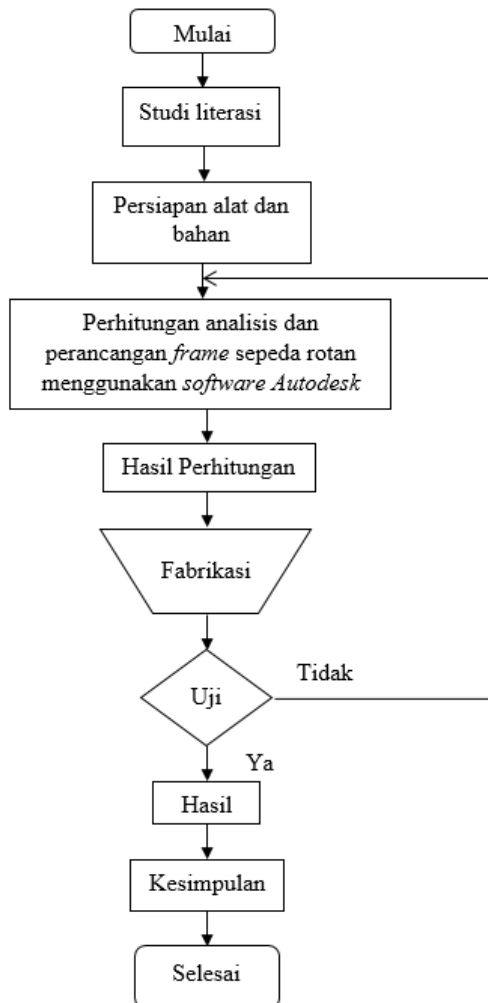 Mulai
Studi literasi
Persiapan alat dan
bahan
Perhitungan analisis dan
perancangan frame sepeda rotan
menggunakan software Autodesk
Hasil Perhitungan
Fabrikasi
Uji
Tidak
Ya
Hasil
Kesimpulan
Selesai